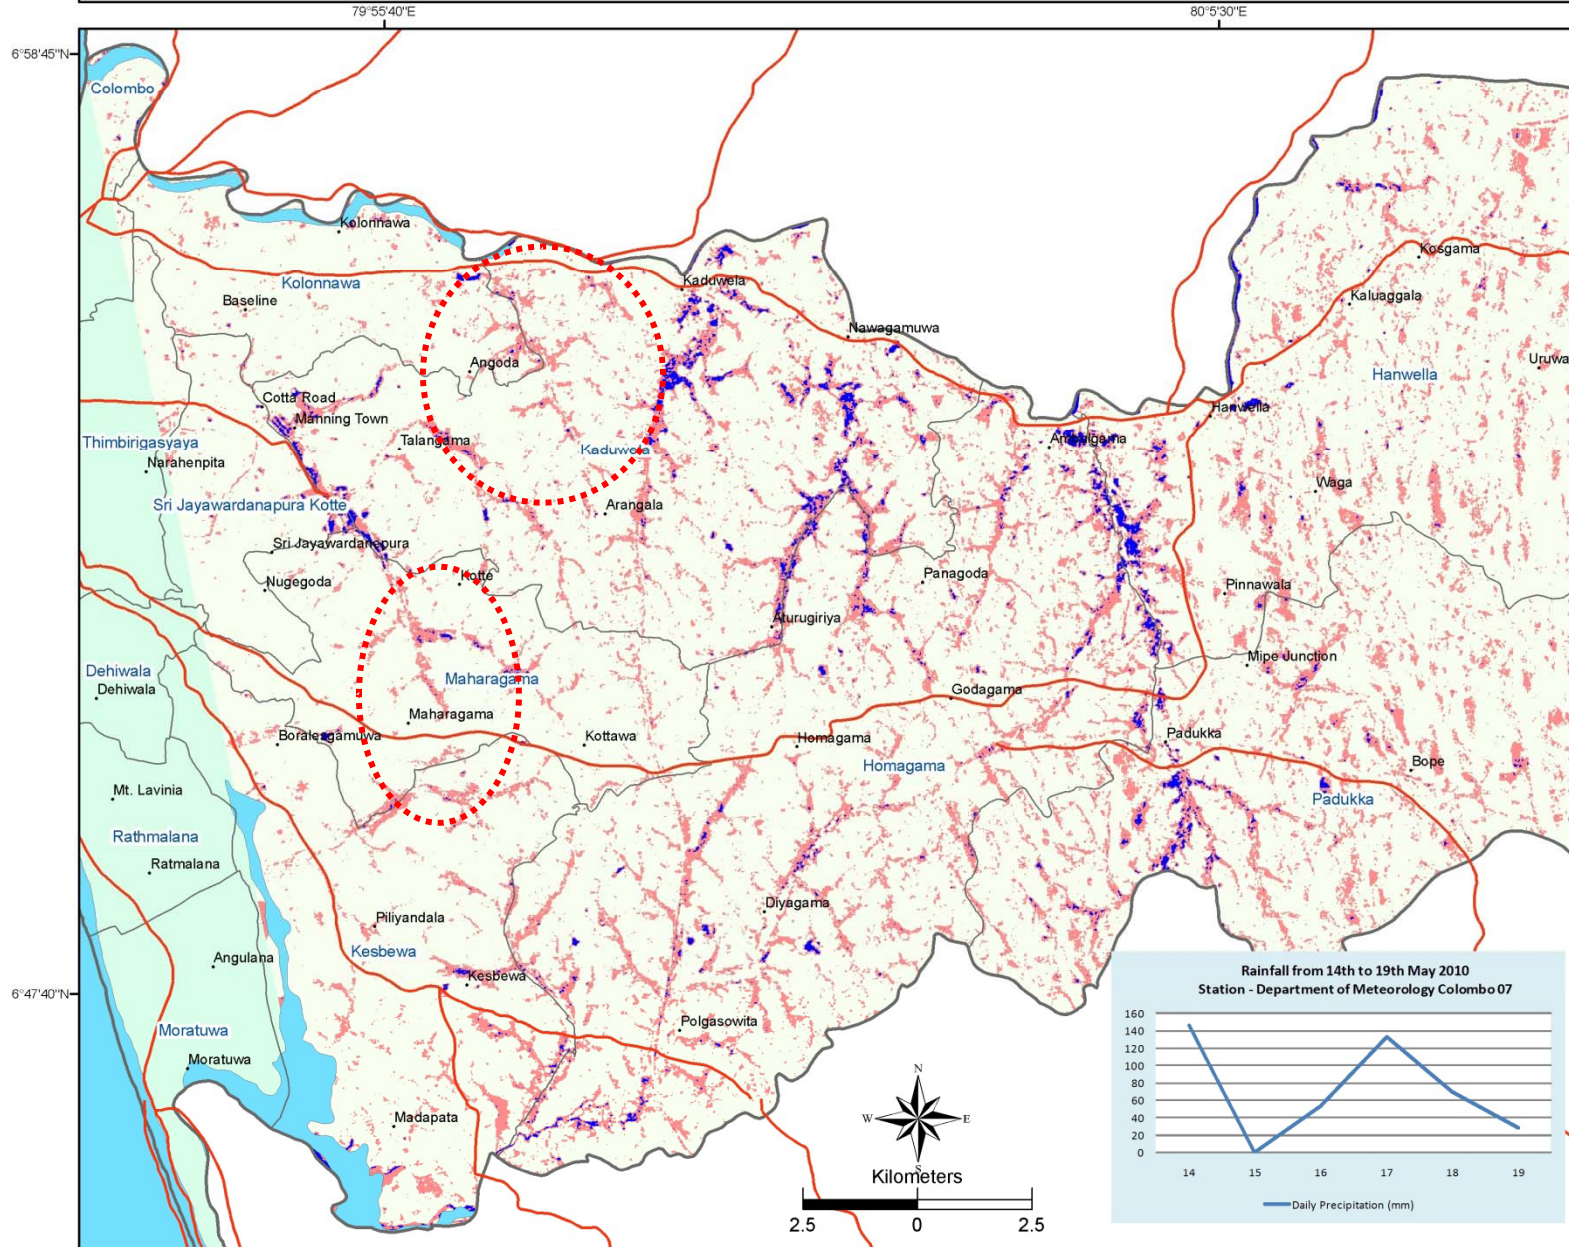 79°55'40"E
80°5'30"E
6°58'45"N
Colombo
Kolonnawa
Kosgama
Kolonnawa
Kaduwela
Baseline
Kaluaggala
Nawagamuwa
Angoda
Uruwa
Hanwella
Cotta Road
Hanwella
Manning Town
Thimbirigasyaya
Talangama
Kaduwela
Narahenpita
Waga
Sri Jayawardanapura Kotte
Arangala
Sri Jayawardanepura
Nugegoda
Kotte
Panagoda
Pinnawala
Aturugiriya
Mipe Junction
Dehiwala
Maharagama
Dehiwala
Godagama
Maharagama
Boralesgamuwa
Kottawa
Homagama
Padukka
Homagama
Bope
Mt. Lavinia
Padukka
Rathmalana
Ratmalana
Diyagama
Piliyandala
Kesbewa
Angulana
Kesbewa
6°47'40"N
Polgasowita
Moratuwa
Moratuwa
Madapata
N
W
E
S
Kilometers
2.5
0
2.5
Rainfall from 14th to 19th May 2010
Station - Department of Meteorology Colombo 07
160
140
120
100
80
60
40
20
0
14
15
16
17
18
19
Daily Precipitation (mm)